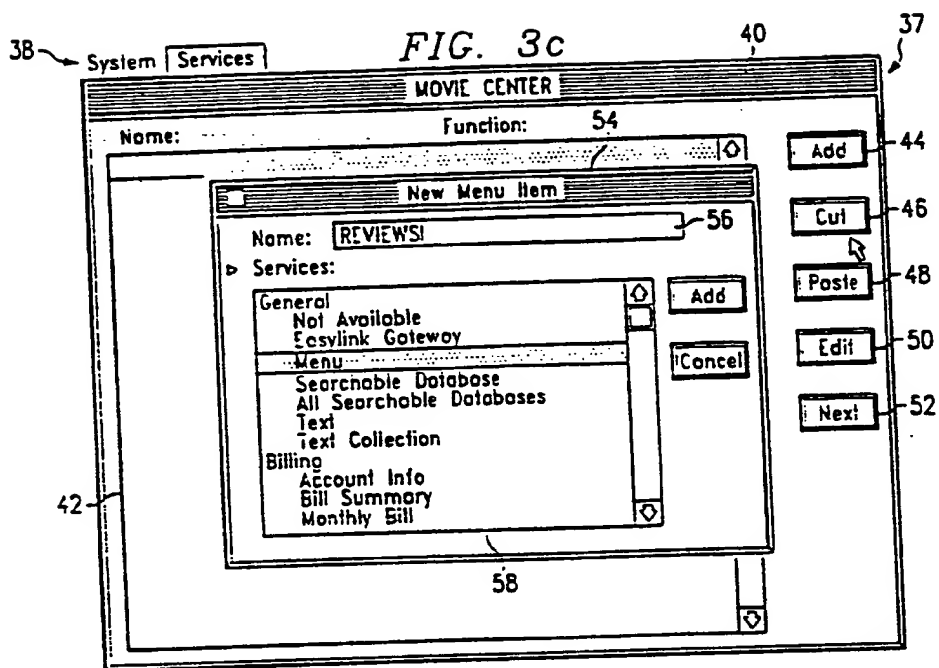 FIG. 3c
38 System Services 40 37
MOVIE CENTER
Name: Function: 54
Add 44
New Menu Item
Cut 46
Name: REVIEWS! 56
Services:
Paste 48
General
Not Available
Easylink Gateway
Menu
Searchable Database
All Searchable Databases
Text
Text Collection
Billing
Account Info
Bill Summary
Monthly Bill
Add
Cancel
Edit 50
Next 52
42
58